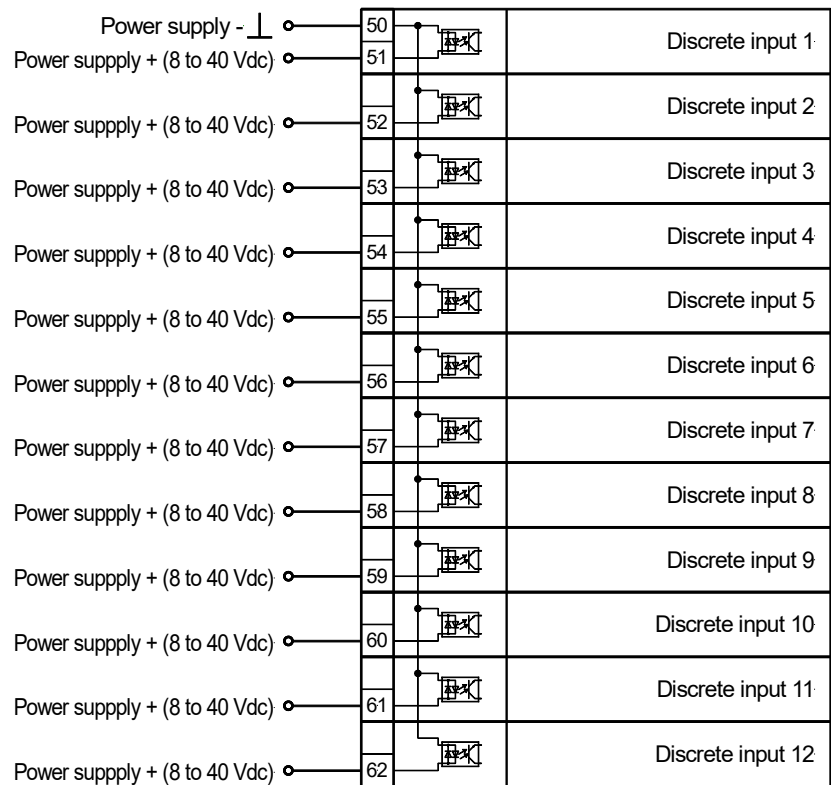 Power supply - 50
Discrete input 1
Power suppply + (8 to 40 Vdc) 51
Discrete input 2
Power suppply + (8 to 40 Vdc) 52
Discrete input 3
Power suppply + (8 to 40 Vdc) 53
Discrete input 4
Power suppply + (8 to 40 Vdc) 54
Discrete input 5
Power suppply + (8 to 40 Vdc) 55
Discrete input 6
Power suppply + (8 to 40 Vdc) 56
Discrete input 7
Power suppply + (8 to 40 Vdc) 57
Discrete input 8
Power suppply + (8 to 40 Vdc) 58
Discrete input 9
Power suppply + (8 to 40 Vdc) 59
Discrete input 10
Power suppply + (8 to 40 Vdc) 60
Discrete input 11
Power suppply + (8 to 40 Vdc) 61
Discrete input 12
Power suppply + (8 to 40 Vdc) 62